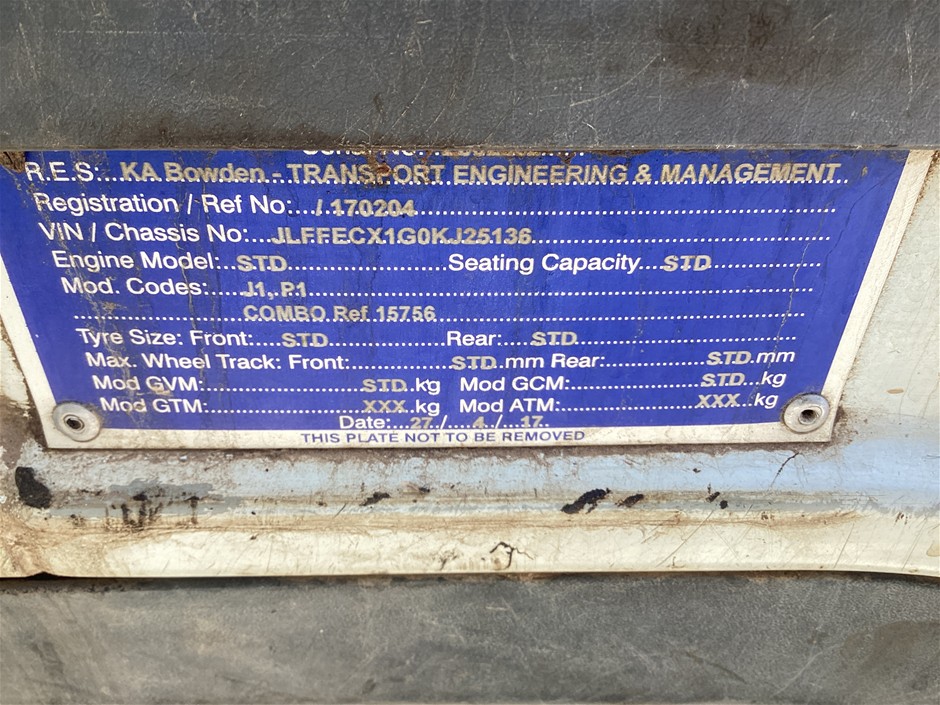 R.E.S: KA Bowden - TRANSPORT ENGINEERING & MANAGEMENT
Registration / Ref No: / 170204
VIN / Chassis No: JLFFECX1G0KJ25136
Engine Model: STD Seating Capacity STD
Mod. Codes: J1, P1
COMBO Ref 15756
Tyre Size: Front: STD Rear: STD
Max. Wheel Track: Front: STD mm Rear: STD mm
Mod GVM: STD kg Mod GCM: STD kg
Mod GTM: XXX kg Mod ATM: XXX kg
Date: 27 / 4 / 17
THIS PLATE NOT TO BE REMOVED